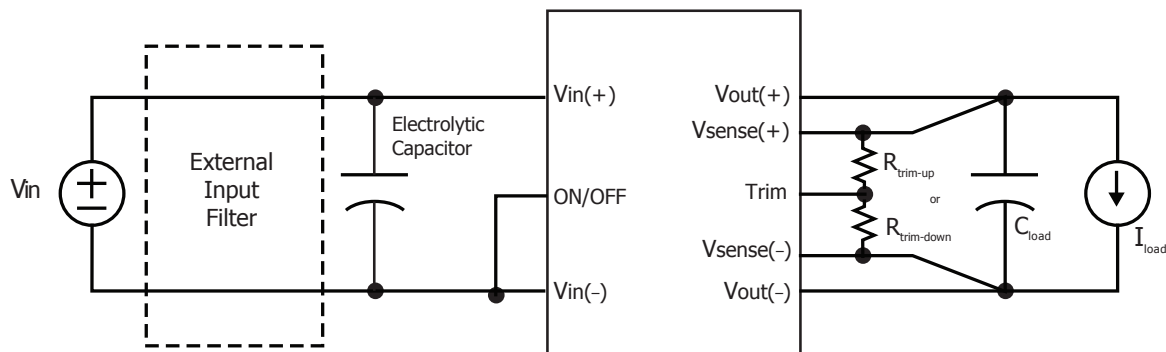 Vin
External
Input
Filter
Electrolytic
Capacitor
Vin(+)
ON/OFF
Vin(−)
Vout(+)
Vsense(+)
Trim
Vsense(−)
Vout(−)
Rtrim-up
or
Rtrim-down
Cload
Iload